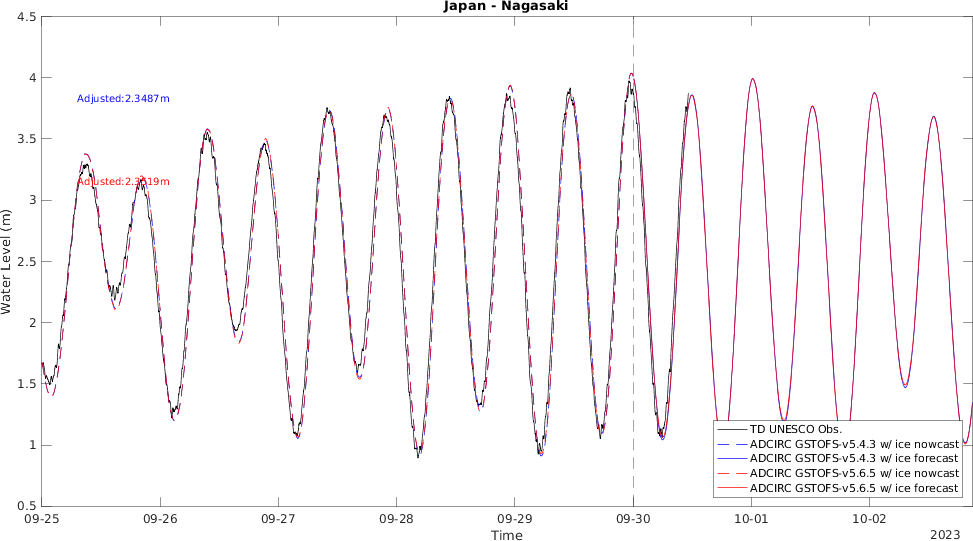 Japan - Nagasaki
4.5
4
3.5
3
2.5
2
1.5
1
0.5
Water Level (m)
Adjusted:2.3487m
TD UNESCO Obs.
ADCIRC GSTOFS-v5.4.3 w/ ice nowcast
ADCIRC GSTOFS-v5.4.3 w/ ice forecast
ADCIRC GSTOFS-v5.6.5 w/ ice nowcast
ADCIRC GSTOFS-v5.6.5 w/ ice forecast
09-25 09-26 09-27 09-28 09-29 09-30 10-01 10-02
Time
2023